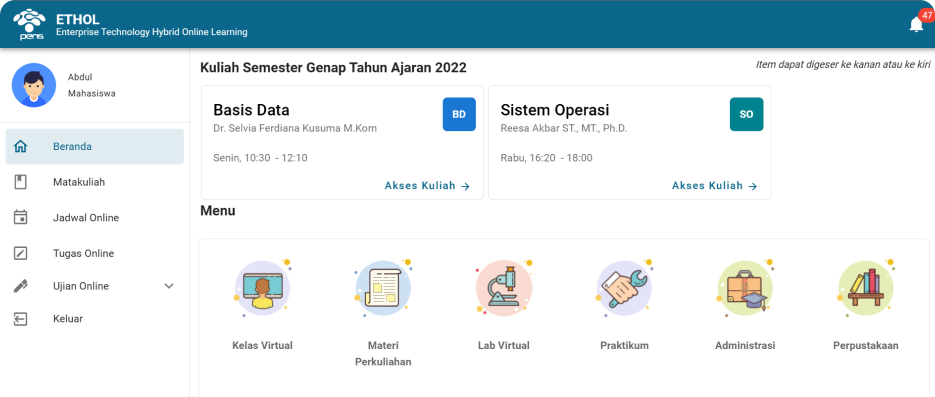 pens
ETHOL
Enterprise Technology Hybrid Online Learning
47
Abdul
Mahasiswa
Beranda
Matakuliah
Jadwal Online
Tugas Online
Ujian Online
Keluar
Kuliah Semester Genap Tahun Ajaran 2022
Item dapat digeser ke kanan atau ke kiri
Basis Data
BD
Dr. Selvia Ferdiana Kusuma M.Kom
Senin, 10:30 - 12:10
Akses Kuliah →
Sistem Operasi
SO
Reesa Akbar ST., MT., Ph.D.
Rabu, 16:20 - 18:00
Akses Kuliah →
Menu
Kelas Virtual
Materi
Perkuliahan
Lab Virtual
Praktikum
Administrasi
Perpustakaan